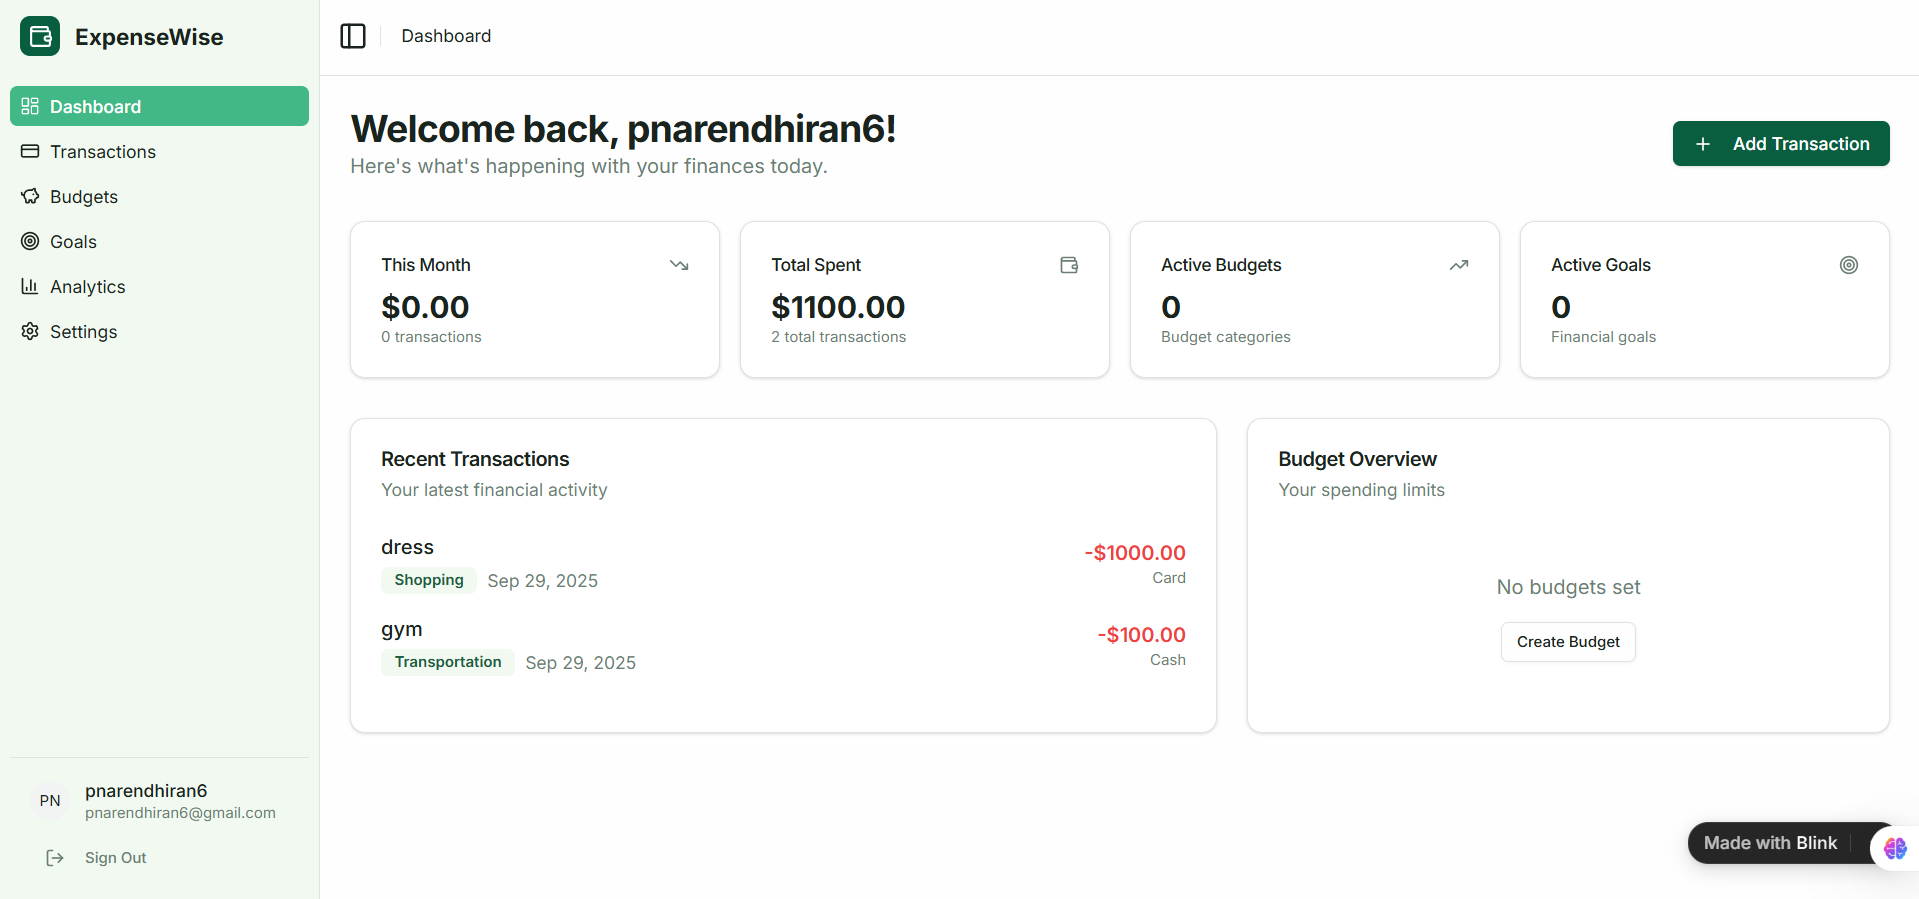 ExpenseWise
Dashboard
Transactions
Budgets
Goals
Analytics
Settings
PN
pnarendhiran6
pnarendhiran6@gmail.com
Sign Out
Dashboard
Welcome back, pnarendhiran6!
Here's what's happening with your finances today.
Add Transaction
This Month
$0.00
0 transactions
Total Spent
$1100.00
2 total transactions
Active Budgets
0
Budget categories
Active Goals
0
Financial goals
Recent Transactions
Your latest financial activity
dress
-$1000.00
Shopping Sep 29, 2025
Card
gym
-$100.00
Transportation Sep 29, 2025
Cash
Budget Overview
Your spending limits
No budgets set
Create Budget
Made with Blink